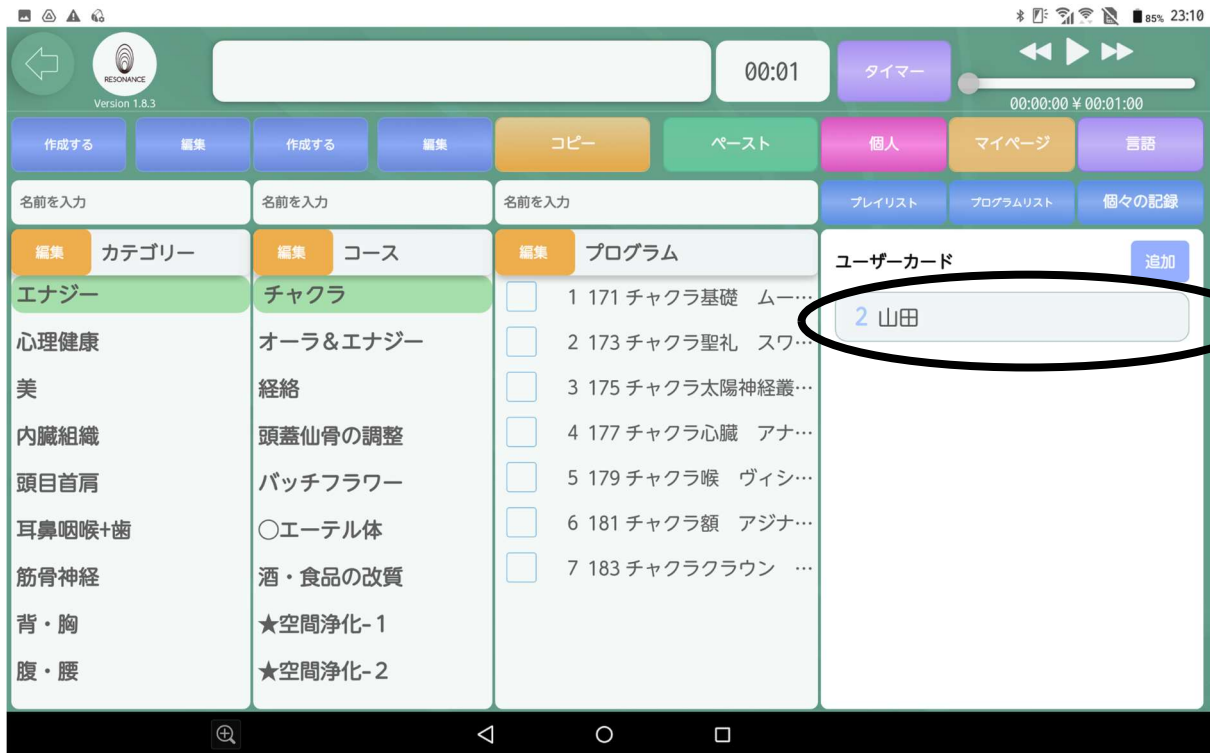 85% 23:10
RESONANCE
Version 1.8.3
00:01
タイマー
00:00:00 ¥ 00:01:00
作成する 編集 作成する 編集 コピー ペースト 個人 マイページ 言語
名前を入力 名前を入力 名前を入力 プレイリスト プログラムリスト 個々の記録
編集 カテゴリー
エナジー
心理健康
美
内臓組織
頭目首肩
耳鼻咽喉+歯
筋骨神経
背・胸
腹・腰
編集 コース
チャクラ
オーラ&エナジー
経絡
頭蓋仙骨の調整
バッチフラワー
○エーテル体
酒・食品の改質
★空間浄化-1
★空間浄化-2
編集 プログラム
1 171 チャクラ基礎 ムー…
2 173 チャクラ聖礼 スワ…
3 175 チャクラ太陽神経叢…
4 177 チャクラ心臓 アナ…
5 179 チャクラ喉 ヴィシ…
6 181 チャクラ額 アジナ…
7 183 チャクラクラウン …
ユーザーカード 追加
2 山田